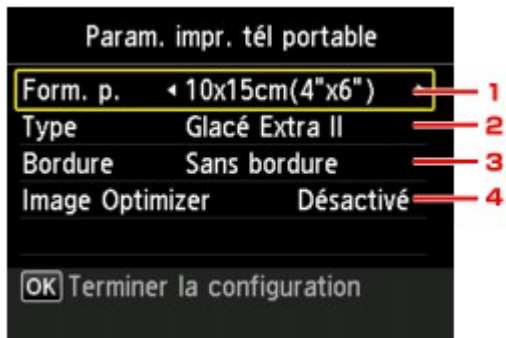 Param. impr. tél portable
Form. p. 10x15cm(4"x6") 1
Type Glacé Extra II 2
Bordure Sans bordure 3
Image Optimizer Désactivé 4
OK Terminer la configuration